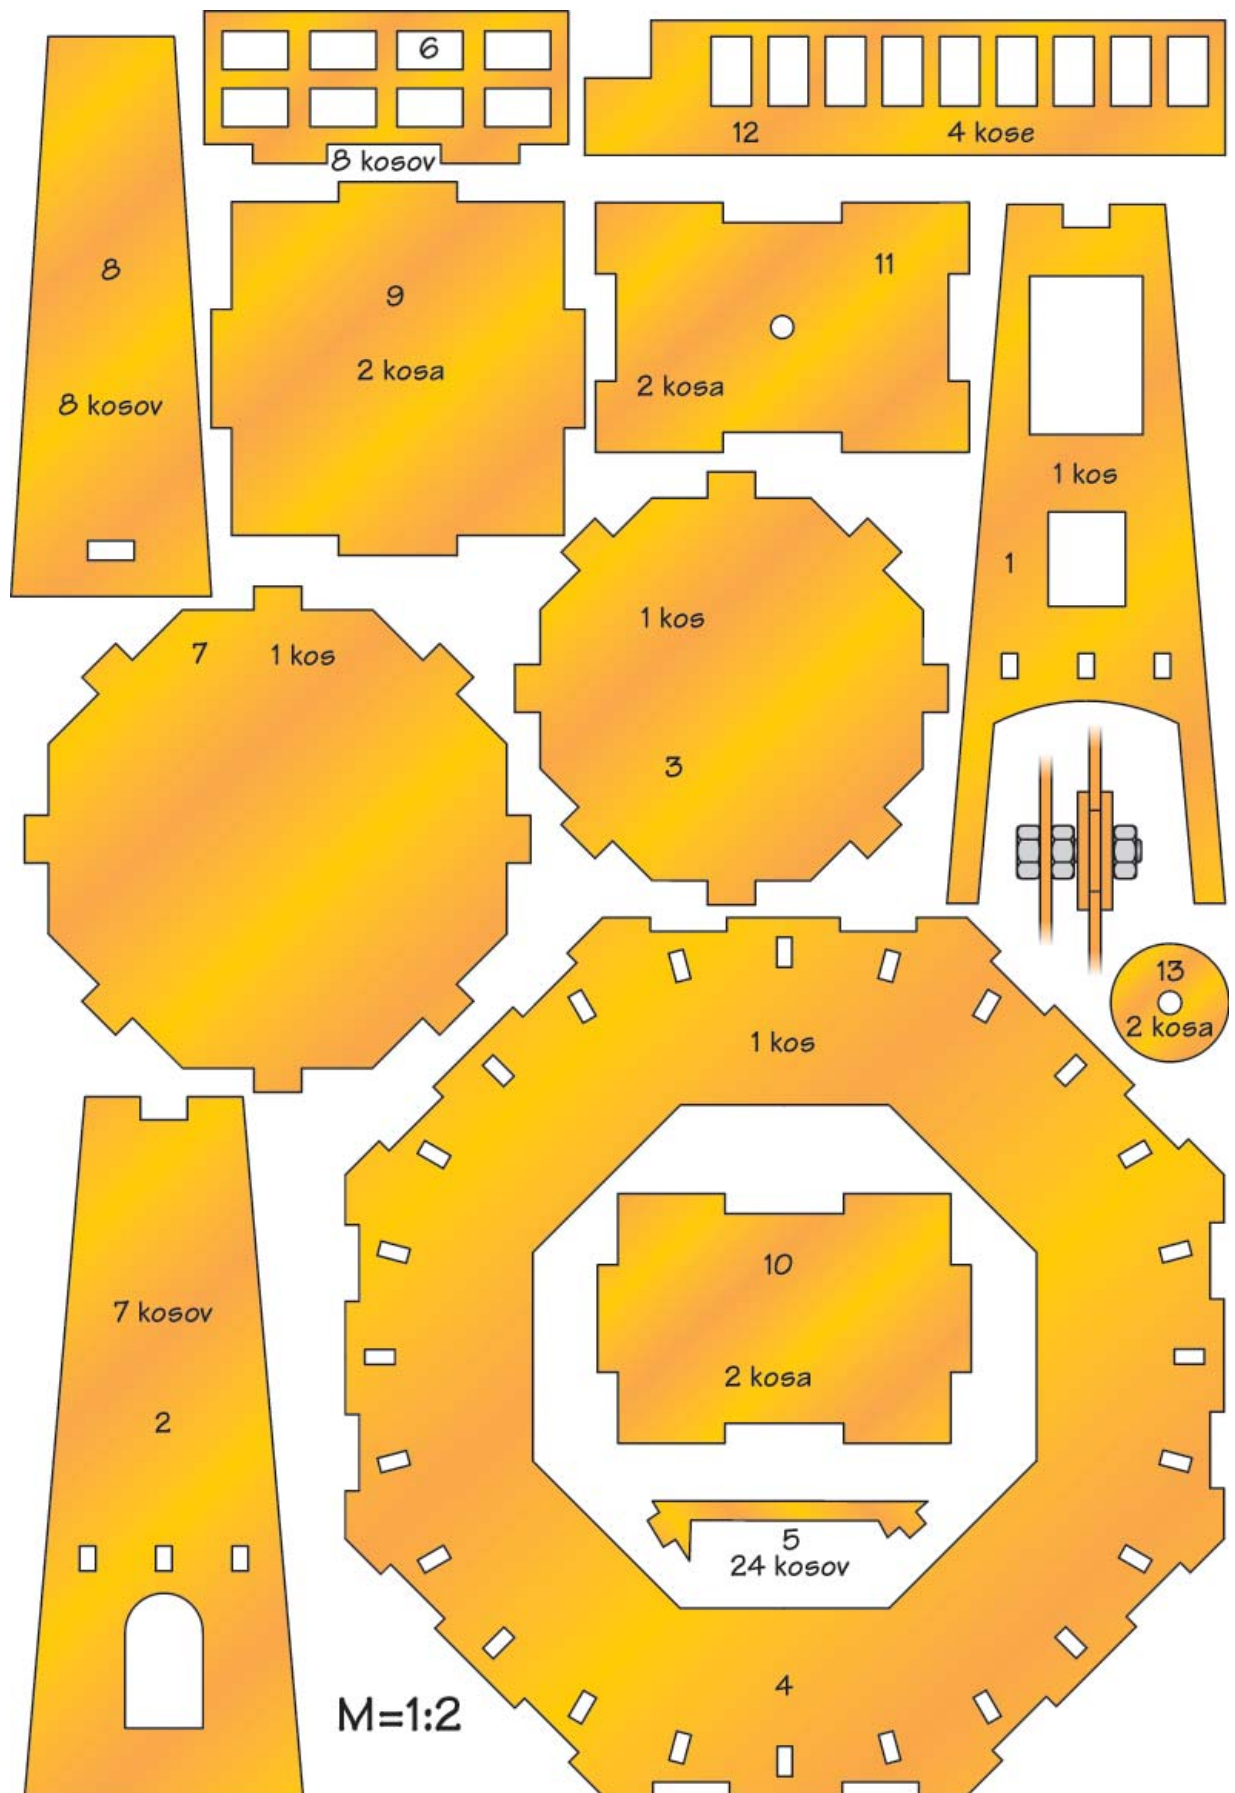 6
8 kosov
12
4 kose
8
8 kosov
9
2 kosa
11
2 kosa
1 kos
1
7
1 kos
1 kos
3
13
2 kosa
1 kos
10
2 kosa
5
24 kosov
4
7 kosov
2
M=1:2